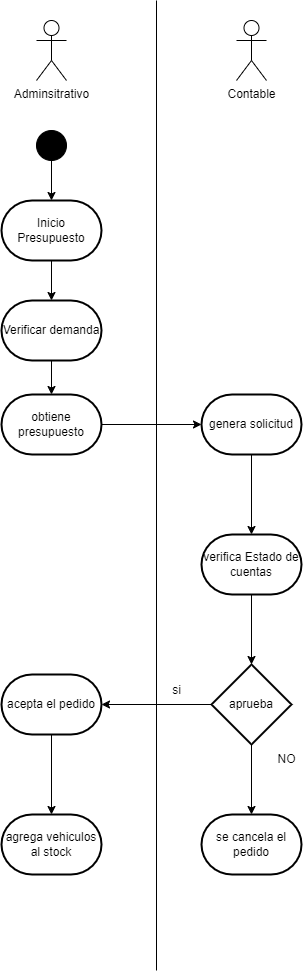 Adminsitrativo
Contable
Inicio
Presupuesto
Verificar demanda
obtiene
presupuesto
genera solicitud
verifica Estado de
cuentas
aprueba
si
acepta el pedido
NO
agrega vehiculos
al stock
se cancela el
pedido